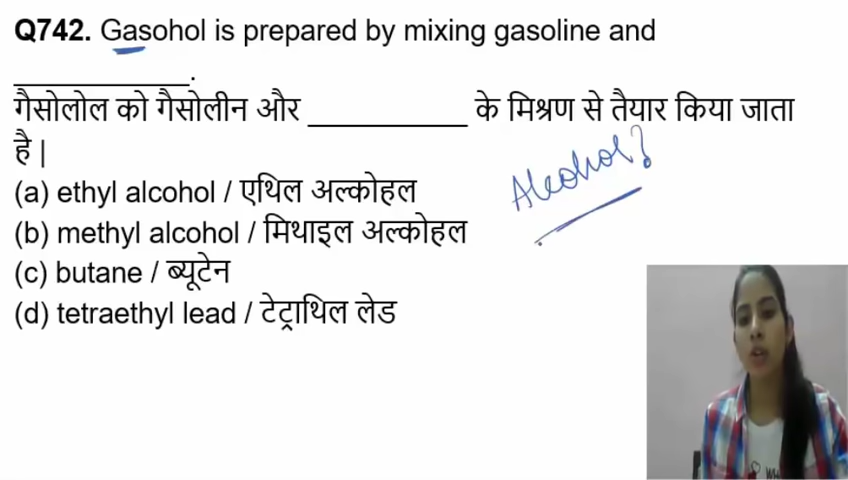 Q742. Gasohol is prepared by mixing gasoline and
____________.
गैसोलोल को गैसोलीन और ___________ के मिश्रण से तैयार किया जाता
है |
Alcohol?
(a) ethyl alcohol / एथिल अल्कोहल
(b) methyl alcohol / मिथाइल अल्कोहल
(c) butane / ब्यूटेन
(d) tetraethyl lead / टेट्राथिल लेड